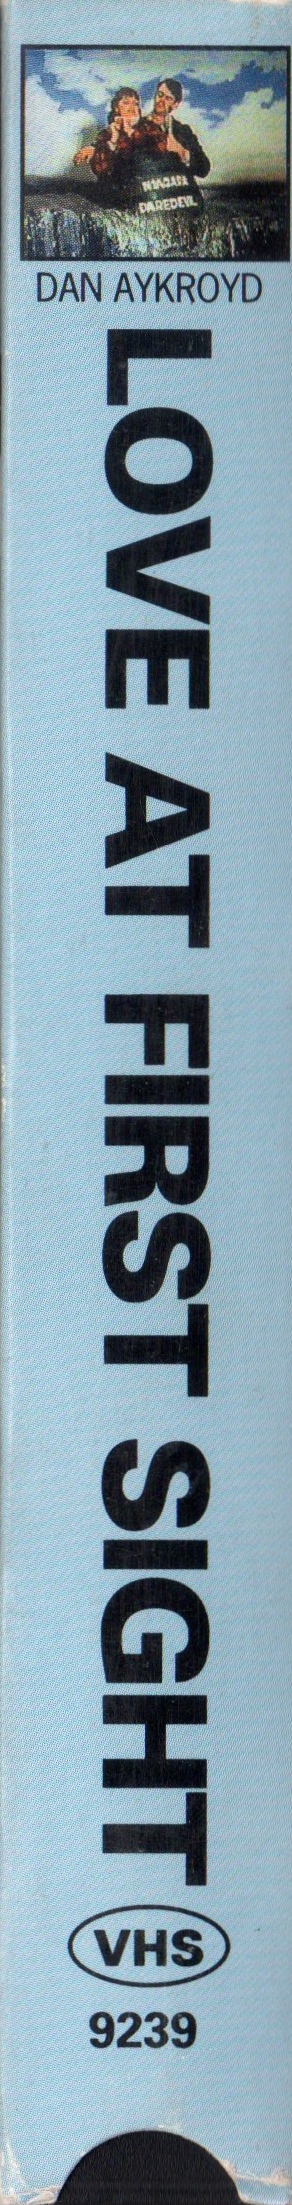 NIAGARA
DAREDEVIL
DAN AYKROYD
LOVE AT FIRST SIGHT
VHS
9239